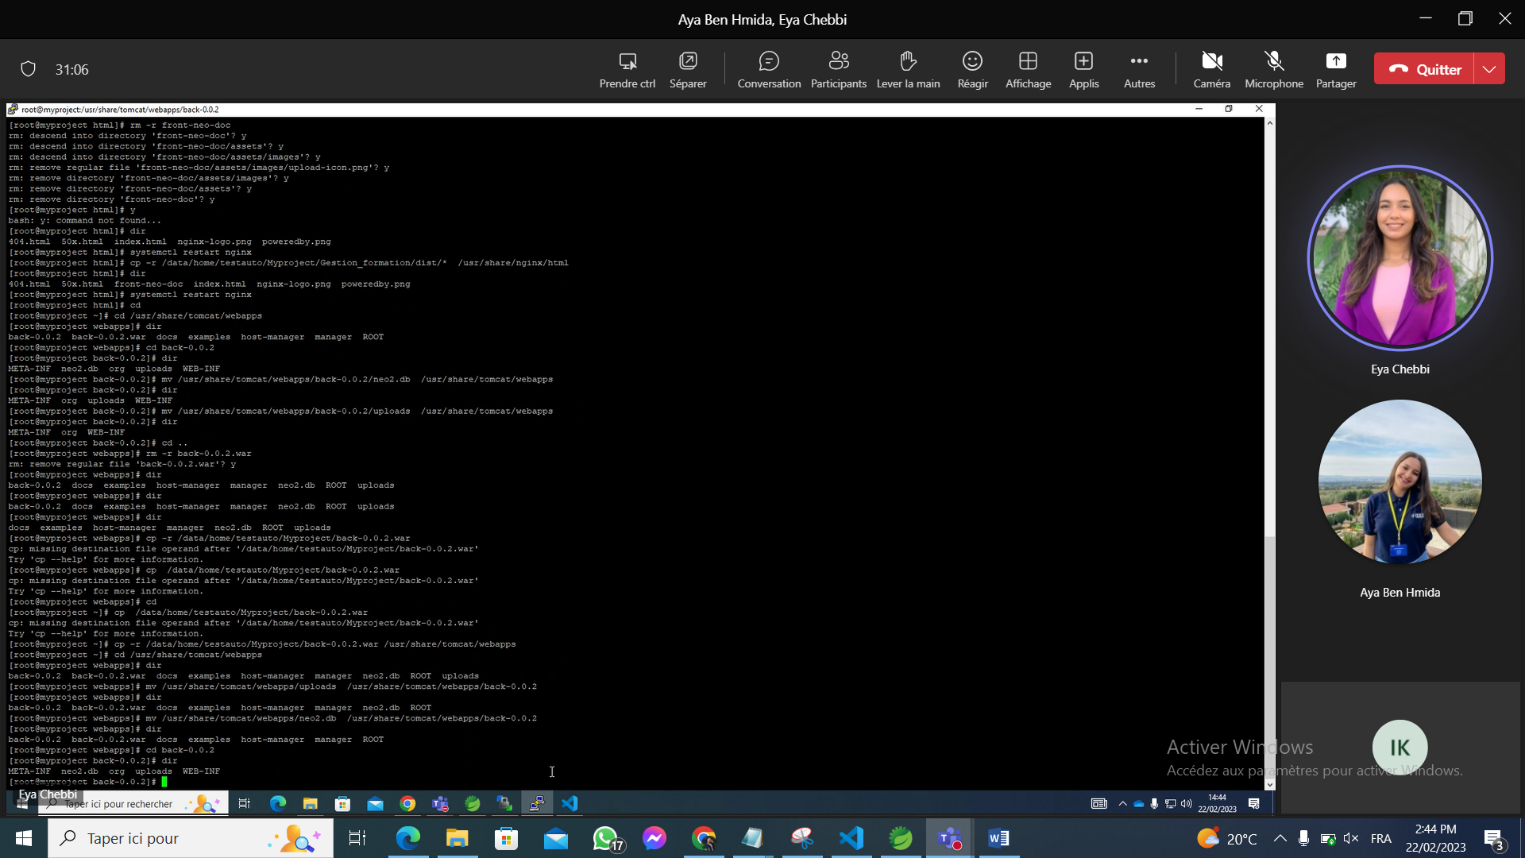 Aya Ben Hmida, Eya Chebbi
31:06
Prendre ctrl
Séparer
Conversation
Participants
Lever la main
Réagir
Affichage
Applis
Autres
Caméra
Microphone
Partager
Quitter
root@myproject:/usr/share/tomcat/webapps/back-0.0.2
[root@myproject html]# rm -r front-neo-doc
rm: descend into directory 'front-neo-doc'? y
rm: descend into directory 'front-neo-doc/assets'? y
rm: descend into directory 'front-neo-doc/assets/images'? y
rm: remove regular file 'front-neo-doc/assets/images/upload-icon.png'? y
rm: remove directory 'front-neo-doc/assets/images'? y
rm: remove directory 'front-neo-doc/assets'? y
rm: remove directory 'front-neo-doc'? y
[root@myproject html]# y
bash: y: command not found...
[root@myproject html]# dir
404.html  50x.html  index.html  nginx-logo.png  poweredby.png
[root@myproject html]# systemctl restart nginx
[root@myproject html]# cp -r /data/home/testauto/Myproject/Gestion_formation/dist/*  /usr/share/nginx/html
[root@myproject html]# dir
404.html  50x.html  front-neo-doc  index.html  nginx-logo.png  poweredby.png
[root@myproject html]# systemctl restart nginx
[root@myproject html]# cd
[root@myproject ~]# cd /usr/share/tomcat/webapps
[root@myproject webapps]# dir
back-0.0.2  back-0.0.2.war  docs  examples  host-manager  manager  ROOT
[root@myproject webapps]# cd back-0.0.2
[root@myproject back-0.0.2]# dir
META-INF  neo2.db  org  uploads  WEB-INF
[root@myproject back-0.0.2]# mv /usr/share/tomcat/webapps/back-0.0.2/neo2.db  /usr/share/tomcat/webapps
[root@myproject back-0.0.2]# dir
META-INF  org  uploads  WEB-INF
[root@myproject back-0.0.2]# mv /usr/share/tomcat/webapps/back-0.0.2/uploads  /usr/share/tomcat/webapps
[root@myproject back-0.0.2]# dir
META-INF  org  WEB-INF
[root@myproject back-0.0.2]# cd ..
[root@myproject webapps]# rm -r back-0.0.2.war
rm: remove regular file 'back-0.0.2.war'? y
[root@myproject webapps]# dir
back-0.0.2  docs  examples  host-manager  manager  neo2.db  ROOT  uploads
[root@myproject webapps]# dir
back-0.0.2  docs  examples  host-manager  manager  neo2.db  ROOT  uploads
[root@myproject webapps]# dir
docs  examples  host-manager  manager  neo2.db  ROOT  uploads
[root@myproject webapps]# cp -r /data/home/testauto/Myproject/back-0.0.2.war
cp: missing destination file operand after '/data/home/testauto/Myproject/back-0.0.2.war'
Try 'cp --help' for more information.
[root@myproject webapps]# cp  /data/home/testauto/Myproject/back-0.0.2.war
cp: missing destination file operand after '/data/home/testauto/Myproject/back-0.0.2.war'
Try 'cp --help' for more information.
[root@myproject webapps]# cd
[root@myproject ~]# cp  /data/home/testauto/Myproject/back-0.0.2.war
cp: missing destination file operand after '/data/home/testauto/Myproject/back-0.0.2.war'
Try 'cp --help' for more information.
[root@myproject ~]# cp -r /data/home/testauto/Myproject/back-0.0.2.war /usr/share/tomcat/webapps
[root@myproject ~]# cd /usr/share/tomcat/webapps
[root@myproject webapps]# dir
back-0.0.2  back-0.0.2.war  docs  examples  host-manager  manager  neo2.db  ROOT  uploads
[root@myproject webapps]# mv /usr/share/tomcat/webapps/uploads  /usr/share/tomcat/webapps/back-0.0.2
[root@myproject webapps]# dir
back-0.0.2  back-0.0.2.war  docs  examples  host-manager  manager  neo2.db  ROOT
[root@myproject webapps]# mv /usr/share/tomcat/webapps/neo2.db  /usr/share/tomcat/webapps/back-0.0.2
[root@myproject webapps]# dir
back-0.0.2  back-0.0.2.war  docs  examples  host-manager  manager  ROOT
[root@myproject webapps]# cd back-0.0.2
[root@myproject back-0.0.2]# dir
META-INF  neo2.db  org  uploads  WEB-INF
[root@myproject back-0.0.2]#
Eya Chebbi
Taper ici pour rechercher
14:44
22/02/2023
Eya Chebbi
Aya Ben Hmida
IK
Activer Windows
Accédez aux paramètres pour activer Windows.
Taper ici pour
17
20°C
FRA
2:44 PM
22/02/2023
3